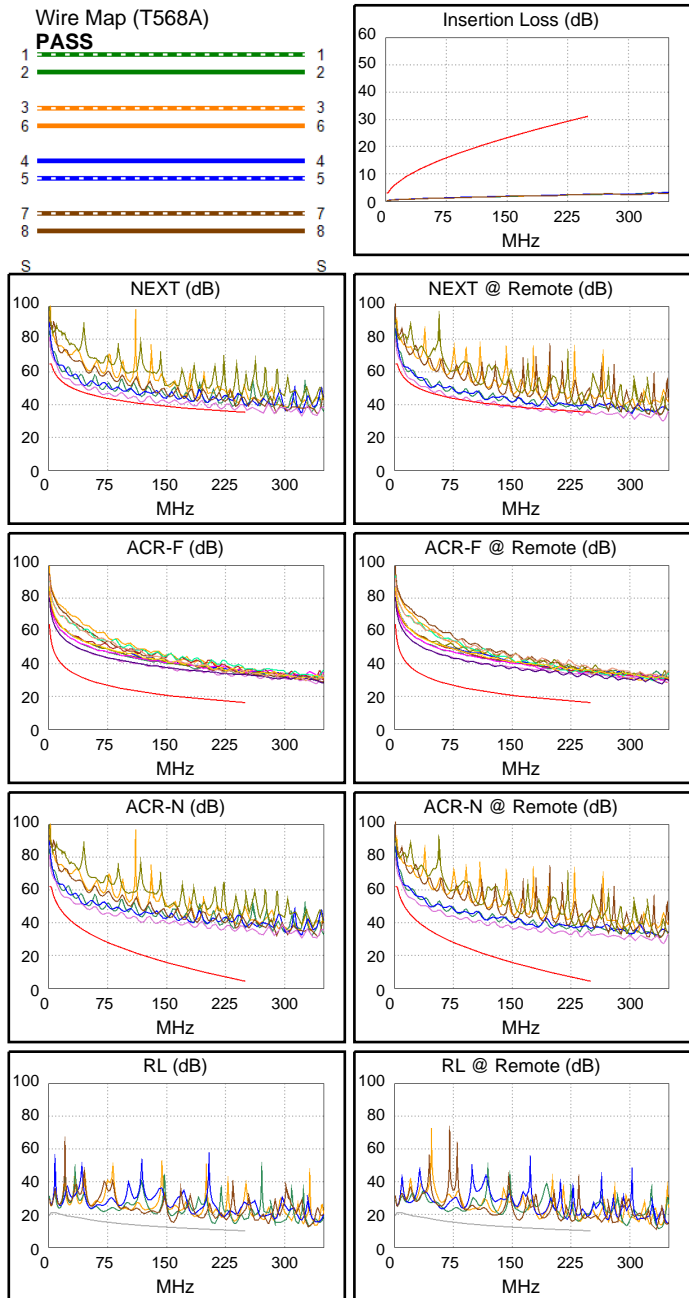 Wire Map (T568A)
PASS
1 1
2 2
3 3
6 6
4 4
5 5
7 7
8 8
S S
Insertion Loss (dB)
60
50
40
30
20
10
0
0 75 150 225 300
MHz
NEXT (dB)
100
80
60
40
20
0
0 75 150 225 300
MHz
NEXT @ Remote (dB)
100
80
60
40
20
0
0 75 150 225 300
MHz
ACR-F (dB)
100
80
60
40
20
0
0 75 150 225 300
MHz
ACR-F @ Remote (dB)
100
80
60
40
20
0
0 75 150 225 300
MHz
ACR-N (dB)
100
80
60
40
20
0
0 75 150 225 300
MHz
ACR-N @ Remote (dB)
100
80
60
40
20
0
0 75 150 225 300
MHz
RL (dB)
100
80
60
40
20
0
0 75 150 225 300
MHz
RL @ Remote (dB)
100
80
60
40
20
0
0 75 150 225 300
MHz